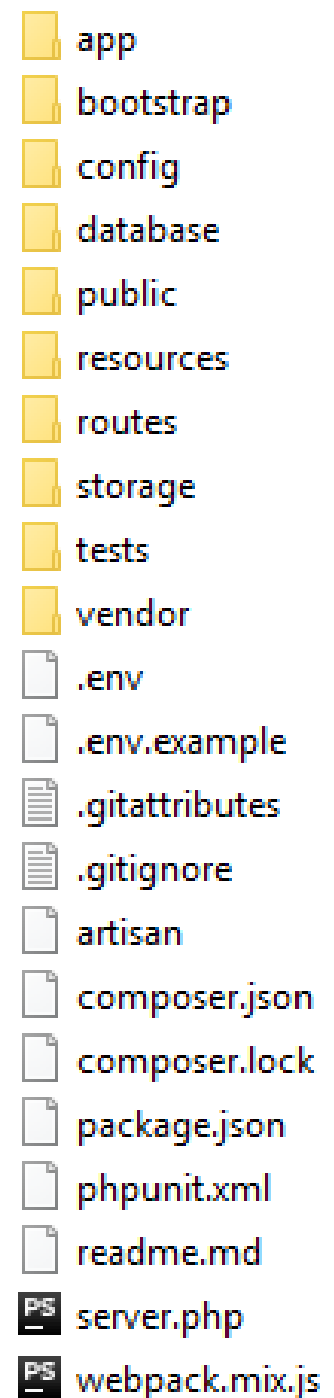 app
bootstrap
config
database
public
resources
routes
storage
tests
vendor
.env
.env.example
.gitattributes
.gitignore
artisan
composer.json
composer.lock
package.json
phpunit.xml
readme.md
PS server.php
PS webpack.mix.js